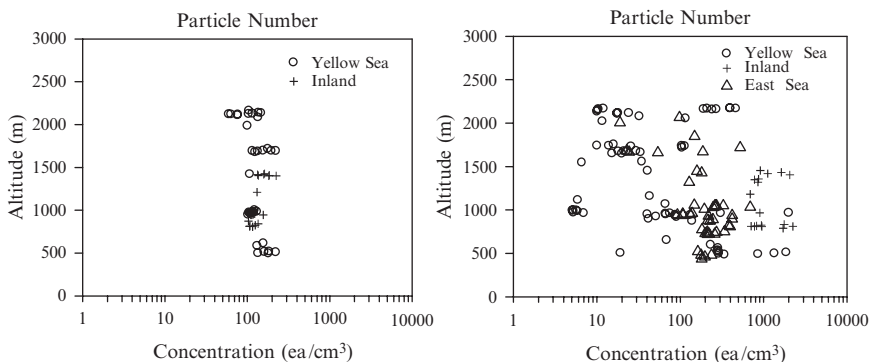 Particle Number
3000
2500
2000
1500
1000
500
0
Altitude (m)
Yellow Sea
Inland
1 10 100 1000 10000
Concentration (ea/cm³)
Particle Number
3000
2500
2000
1500
1000
500
0
Altitude (m)
Yellow Sea
Inland
East Sea
1 10 100 1000 10000
Concentration (ea/cm³)